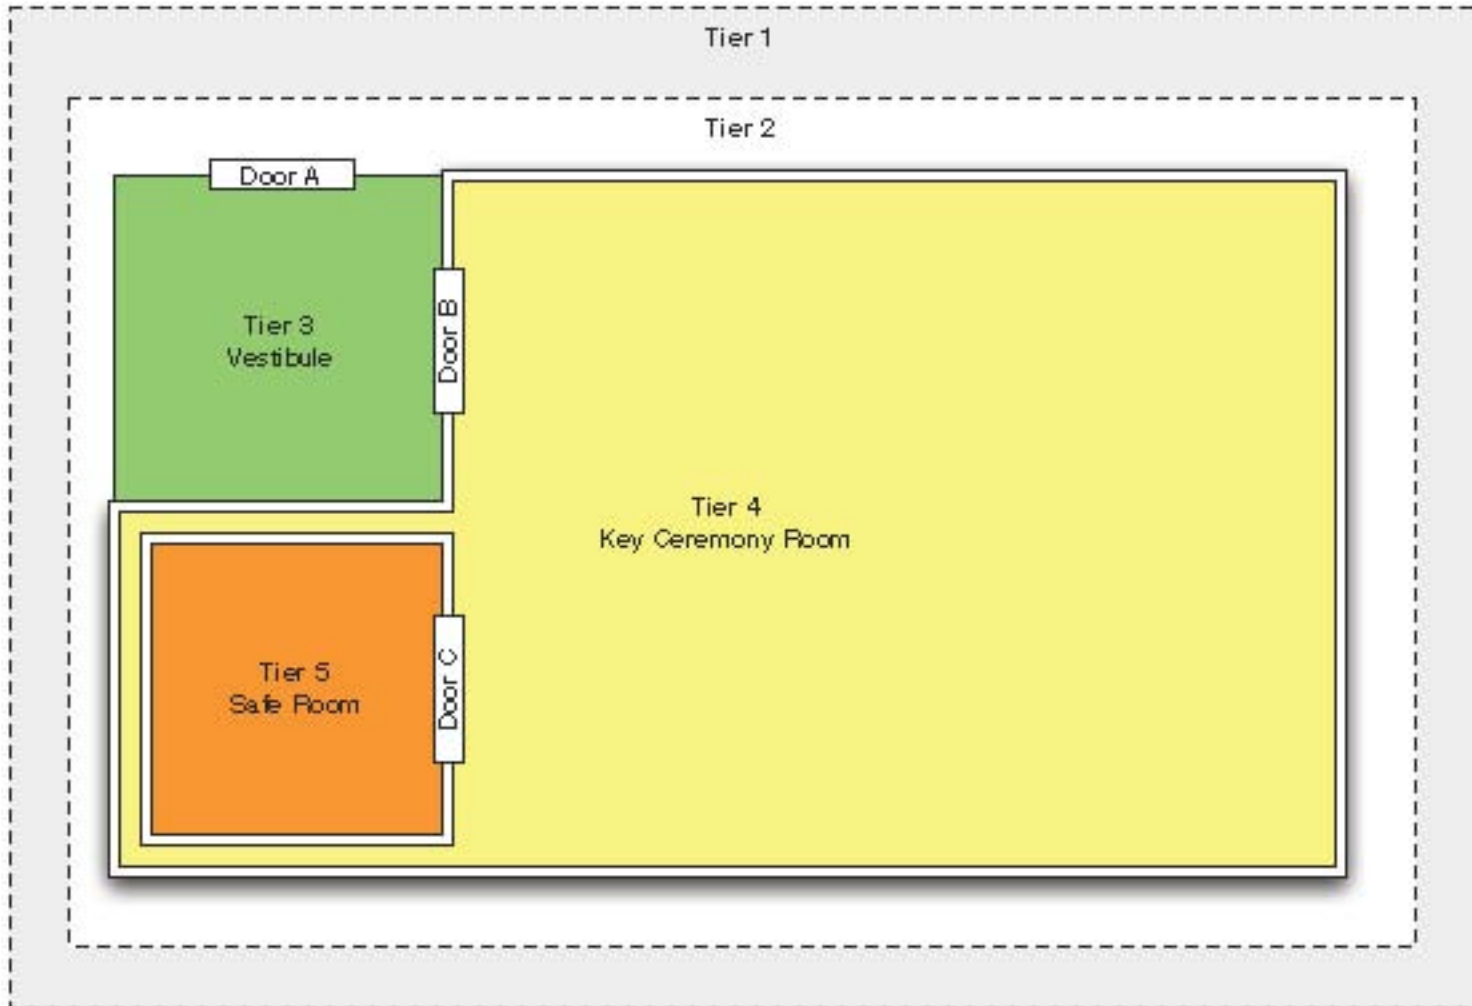 Tier 1
Tier 2
Door A
Door B
Tier 3
Vestibule
Tier 4
Key Ceremony Room
Tier 5
Safe Room
Door C